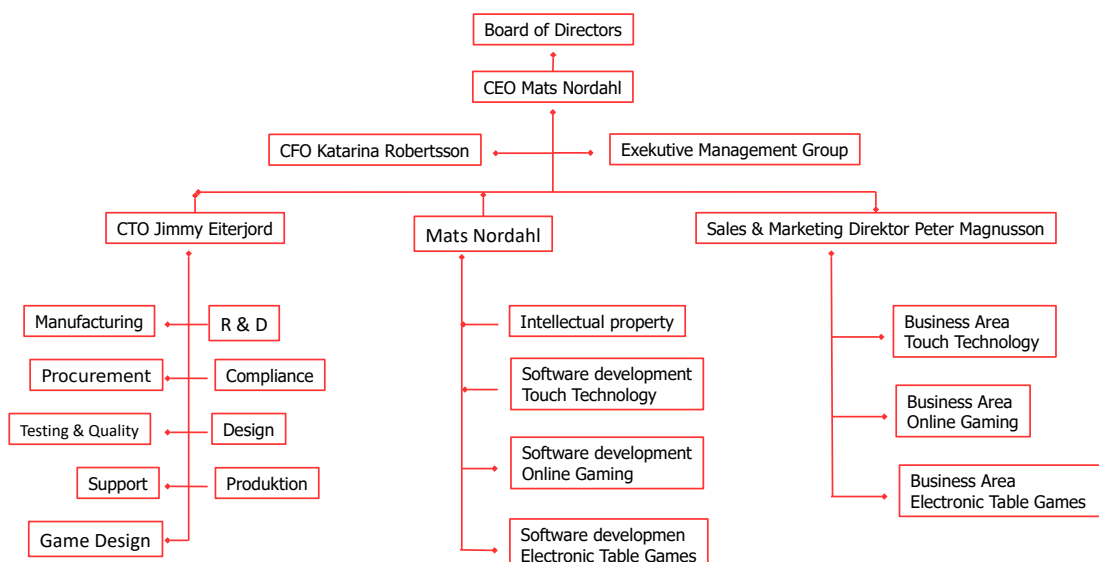 Board of Directors
CEO Mats Nordahl
CFO Katarina Robertsson
Exekutive Management Group
CTO Jimmy Eiterjord
Mats Nordahl
Sales & Marketing Direktor Peter Magnusson
Manufacturing
R & D
Procurement
Compliance
Testing & Quality
Design
Support
Produktion
Game Design
Intellectual property
Software development
Touch Technology
Software development
Online Gaming
Software developmen
Electronic Table Games
Business Area
Touch Technology
Business Area
Online Gaming
Business Area
Electronic Table Games